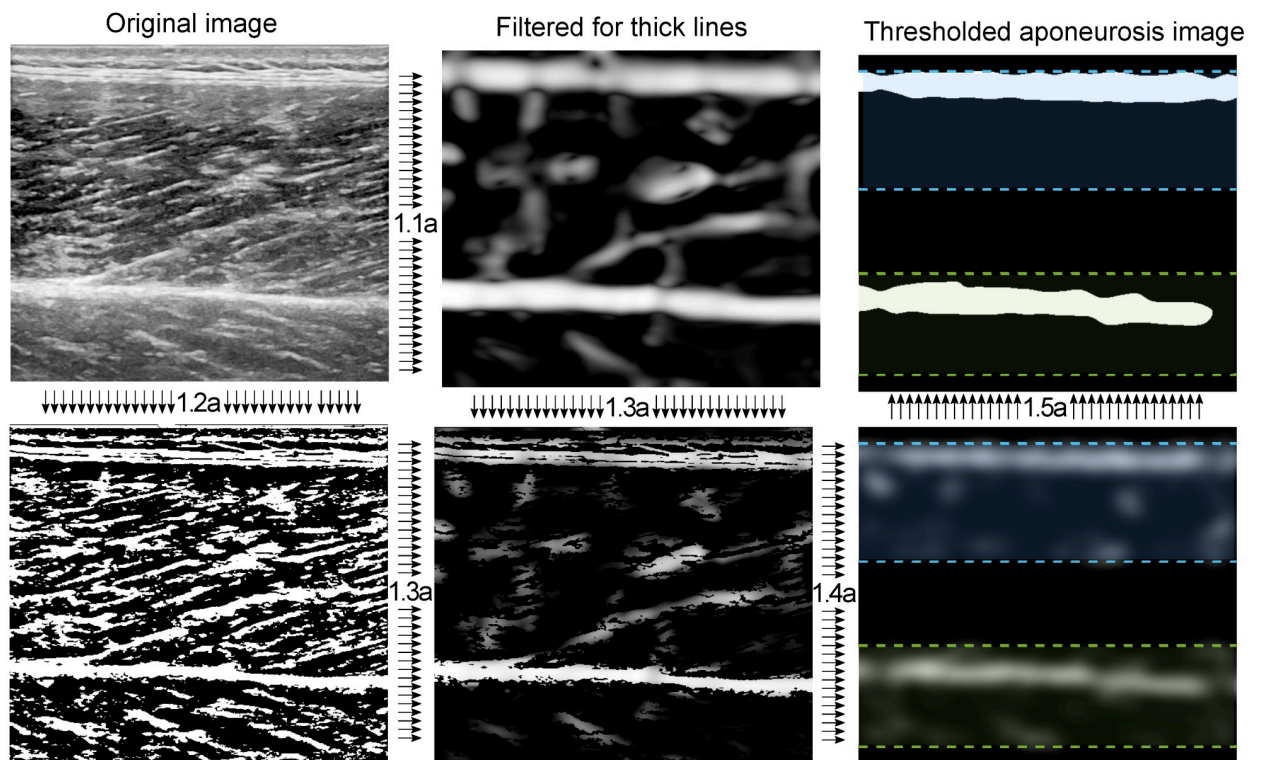 Original image
Filtered for thick lines
Thresholded aponeurosis image
1.1a
1.2a
1.3a
1.5a
1.3a
1.4a